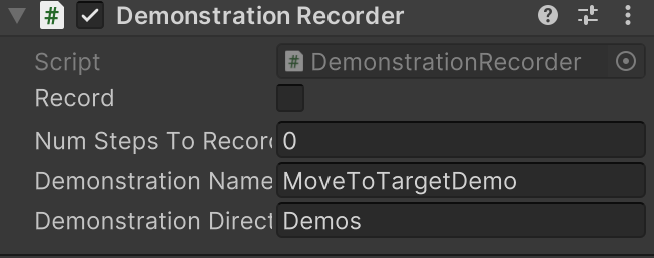 Demonstration Recorder
Script DemonstrationRecorder
Record
Num Steps To Recor 0
Demonstration Name MoveToTargetDemo
Demonstration Direct Demos